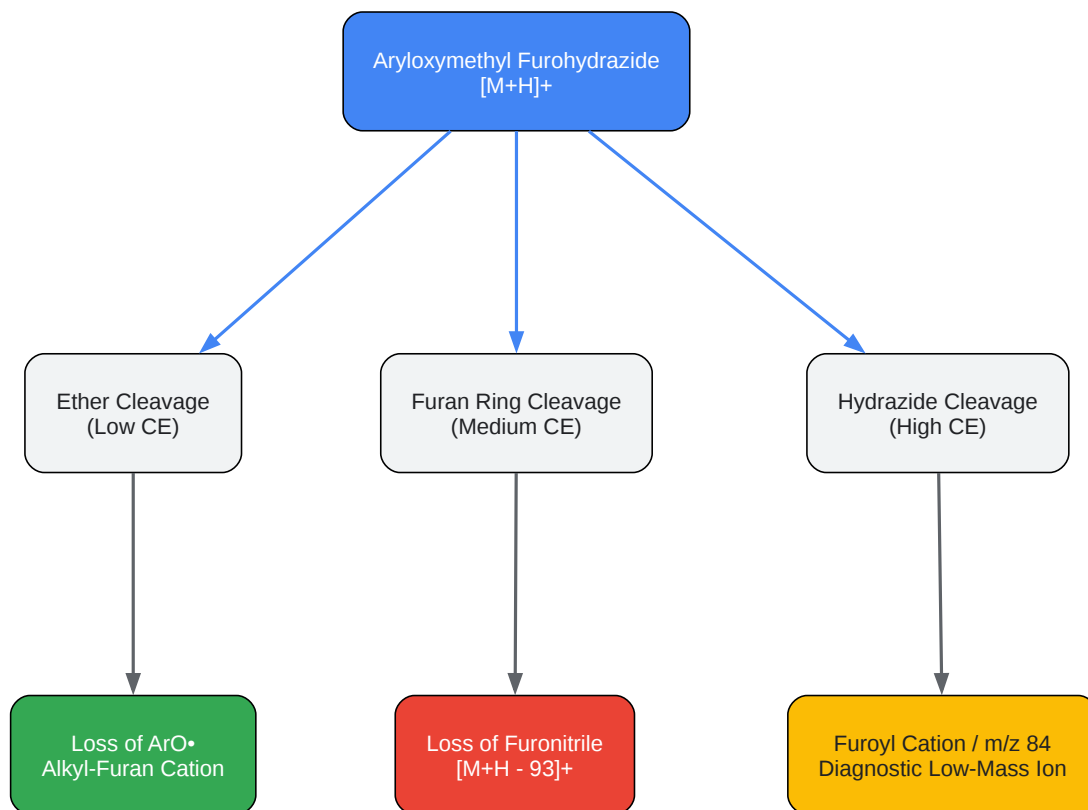 Aryloxymethyl Furohydrazide
[M+H]+
Ether Cleavage
(Low CE)
Furan Ring Cleavage
(Medium CE)
Hydrazide Cleavage
(High CE)
Loss of ArO•
Alkyl-Furan Cation
Loss of Furonitrile
[M+H - 93]+
Furoyl Cation / m/z 84
Diagnostic Low-Mass Ion